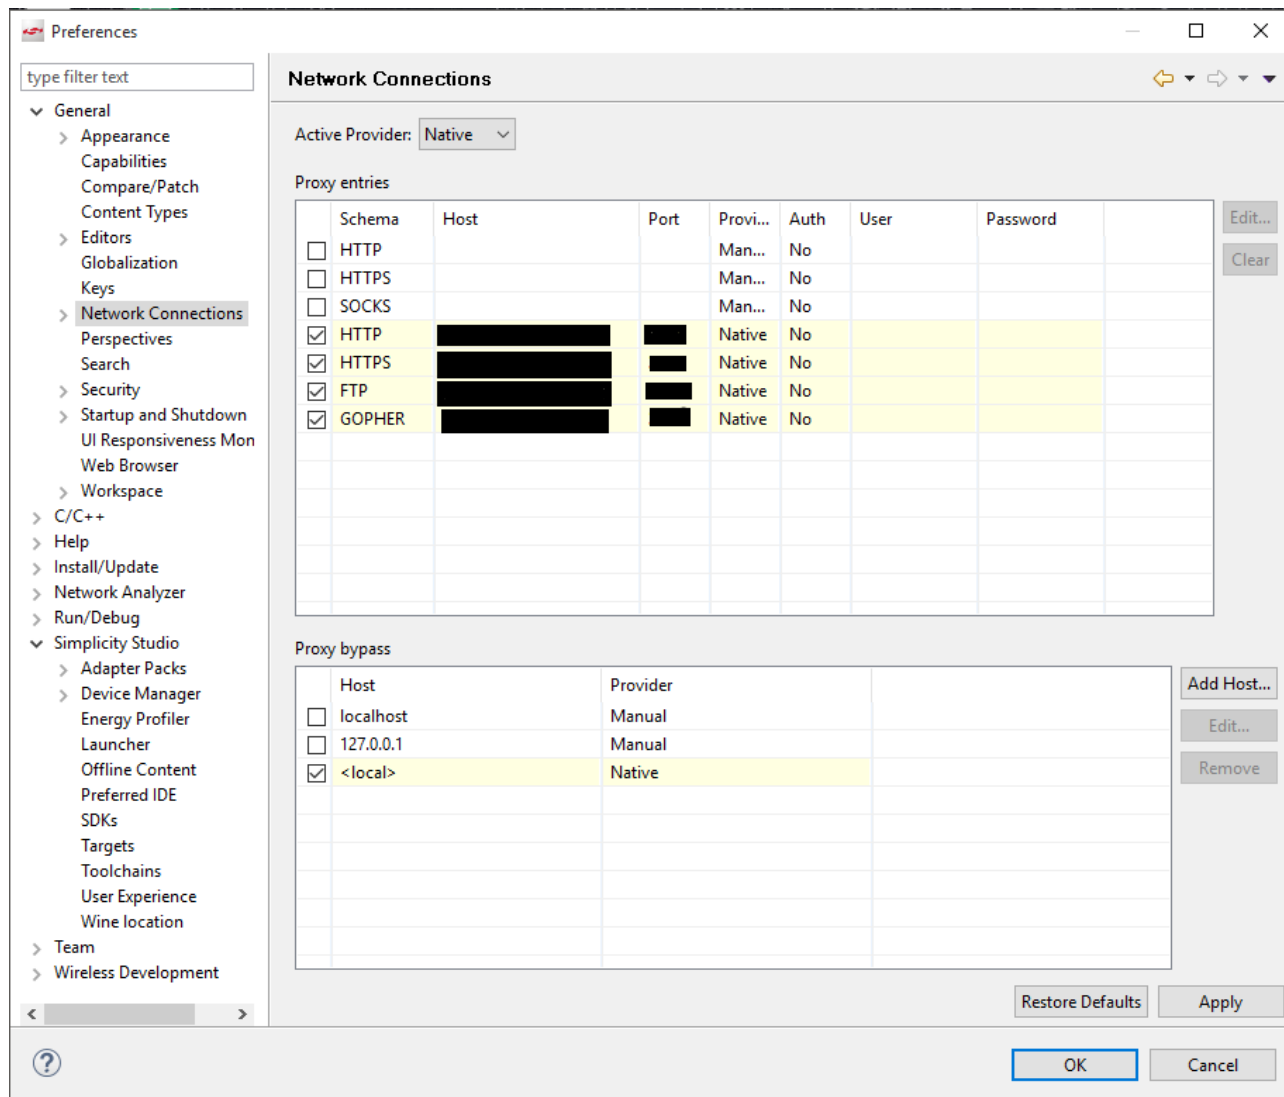 Preferences
type filter text
General
Appearance
Capabilities
Compare/Patch
Content Types
Editors
Globalization
Keys
Network Connections
Perspectives
Search
Security
Startup and Shutdown
UI Responsiveness Mon
Web Browser
Workspace
C/C++
Help
Install/Update
Network Analyzer
Run/Debug
Simplicity Studio
Adapter Packs
Device Manager
Energy Profiler
Launcher
Offline Content
Preferred IDE
SDKs
Targets
Toolchains
User Experience
Wine location
Team
Wireless Development
Network Connections
Active Provider: Native
Proxy entries
Schema Host Port Provi... Auth User Password
HTTP Man... No
HTTPS Man... No
SOCKS Man... No
HTTP Native No
HTTPS Native No
FTP Native No
GOPHER Native No
Edit...
Clear
Proxy bypass
Host Provider
localhost Manual
127.0.0.1 Manual
<local> Native
Add Host...
Edit...
Remove
Restore Defaults Apply
OK Cancel